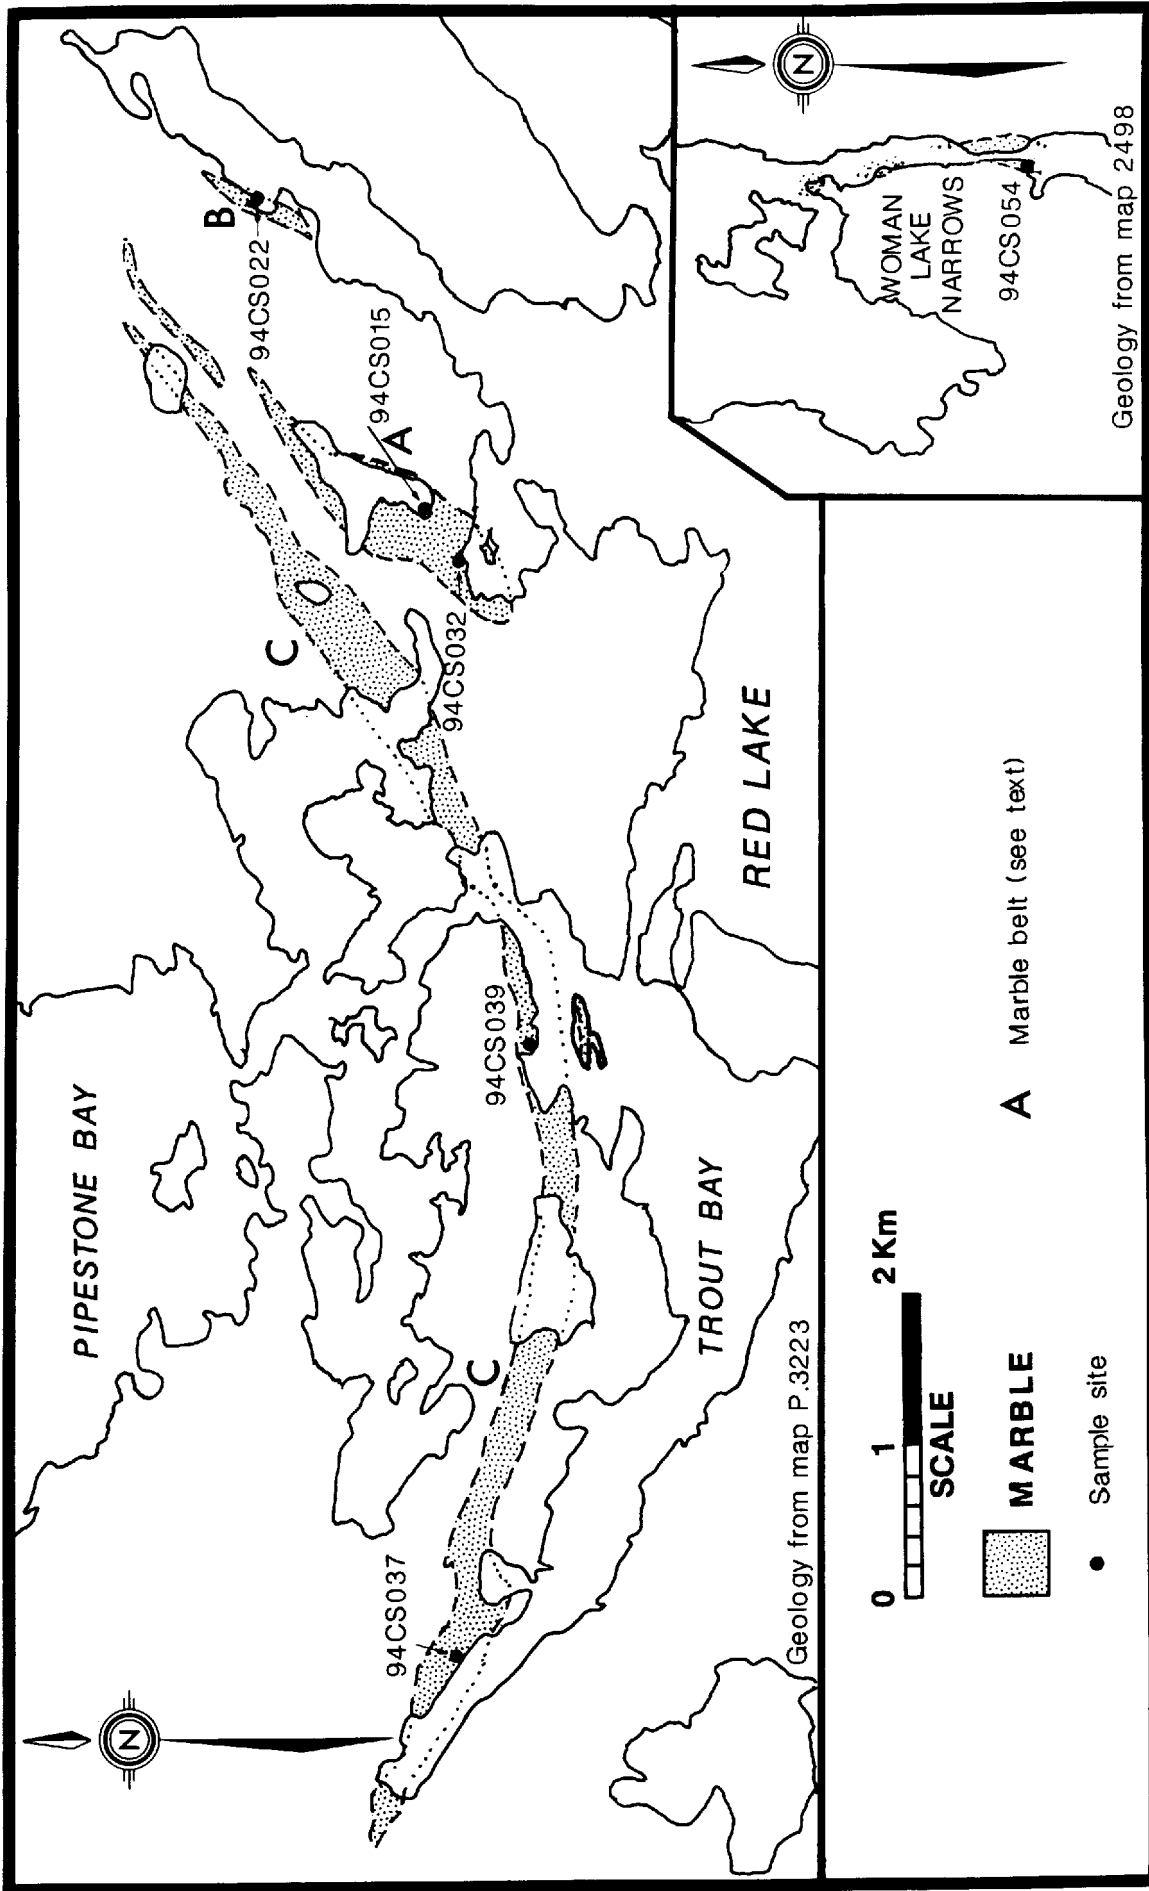 N
PIPESTONE BAY
C
B
94CS022
94CS015
A
94CS032
94CS039
C
94CS037
TROUT BAY
RED LAKE
Geology from map P.3223
N
WOMAN
LAKE
NARROWS
94CS054
Geology from map 2498
0 1 2 Km
SCALE
MARBLE
A Marble belt (see text)
Sample site